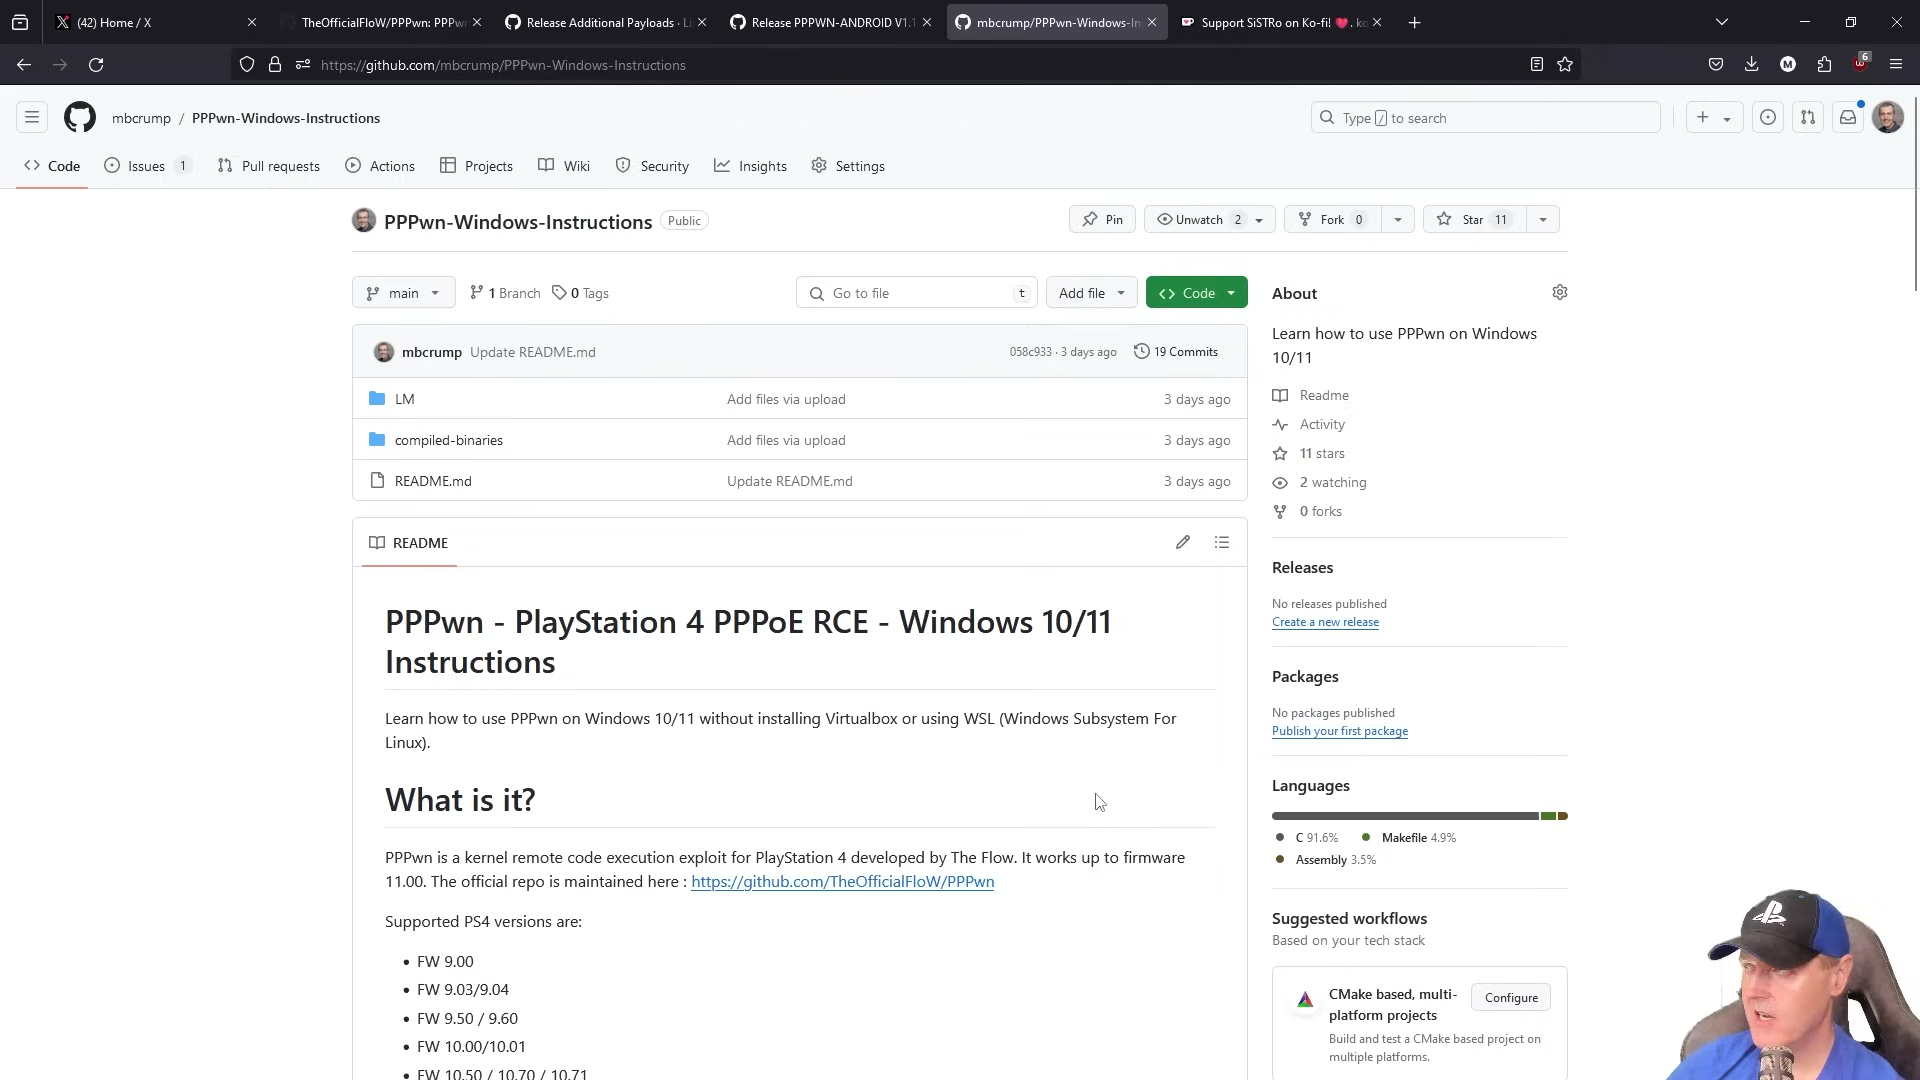 (42) Home / X
TheOfficialFloW/PPPwn: PPPwn
Release Additional Payloads · Li
Release PPPWN-ANDROID V1.1
mbcrump/PPPwn-Windows-In
Support SiSTRo on Ko-fi! ❤️. ko
https://github.com/mbcrump/PPPwn-Windows-Instructions
M
6
mbcrump / PPPwn-Windows-Instructions
Type / to search
Code
Issues 1
Pull requests
Actions
Projects
Wiki
Security
Insights
Settings
PPPwn-Windows-Instructions Public
Pin
Unwatch 2
Fork 0
Star 11
main
1 Branch
0 Tags
Go to file t
Add file
Code
mbcrump Update README.md 058c933 · 3 days ago 19 Commits
LM Add files via upload 3 days ago
compiled-binaries Add files via upload 3 days ago
README.md Update README.md 3 days ago
README
PPPwn - PlayStation 4 PPPoE RCE - Windows 10/11
Instructions
Learn how to use PPPwn on Windows 10/11 without installing Virtualbox or using WSL (Windows Subsystem For
Linux).
What is it?
PPPwn is a kernel remote code execution exploit for PlayStation 4 developed by The Flow. It works up to firmware
11.00. The official repo is maintained here : https://github.com/TheOfficialFloW/PPPwn
Supported PS4 versions are:
• FW 9.00
• FW 9.03/9.04
• FW 9.50 / 9.60
• FW 10.00/10.01
• FW 10.50 / 10.70 / 10.71
About
Learn how to use PPPwn on Windows
10/11
Readme
Activity
11 stars
2 watching
0 forks
Releases
No releases published
Create a new release
Packages
No packages published
Publish your first package
Languages
C 91.6% Makefile 4.9%
Assembly 3.5%
Suggested workflows
Based on your tech stack
CMake based, multi-
platform projects
Configure
Build and test a CMake based project on
multiple platforms.